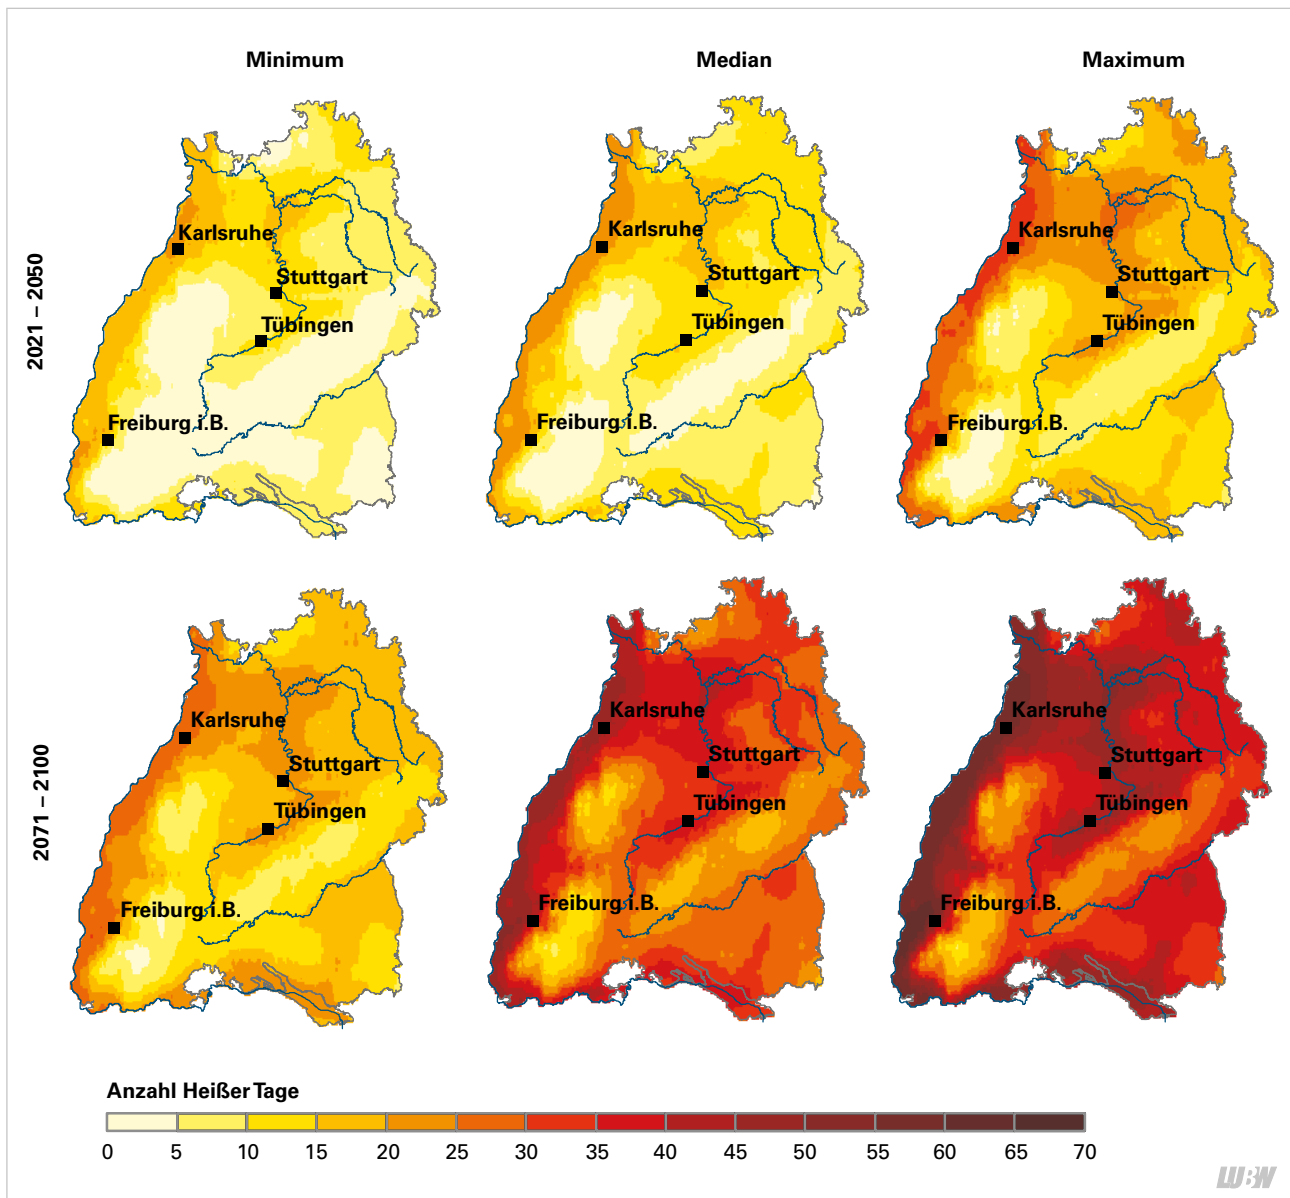 Minimum
Median
Maximum
2021 – 2050
Karlsruhe
Stuttgart
Tübingen
Freiburg i.B.
Karlsruhe
Stuttgart
Tübingen
Freiburg i.B.
Karlsruhe
Stuttgart
Tübingen
Freiburg i.B.
2071 – 2100
Karlsruhe
Stuttgart
Tübingen
Freiburg i.B.
Karlsruhe
Stuttgart
Tübingen
Freiburg i.B.
Karlsruhe
Stuttgart
Tübingen
Freiburg i.B.
Anzahl Heißer Tage
0 5 10 15 20 25 30 35 40 45 50 55 60 65 70
LUBW